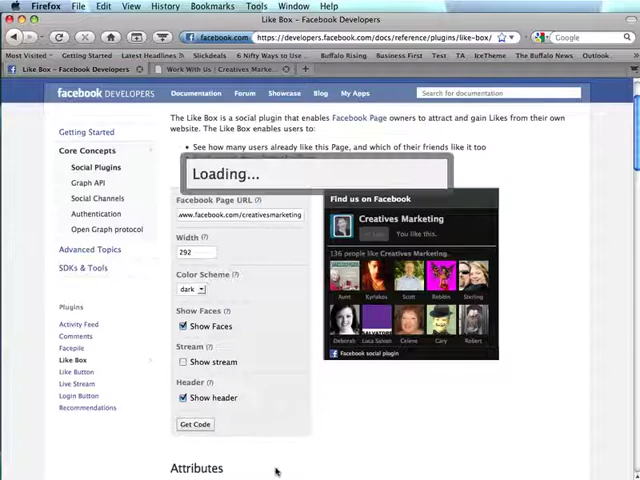 Firefox File Edit View History Bookmarks Tools Window Help
Like Box – Facebook Developers
facebook.com https://developers.facebook.com/docs/reference/plugins/like-box/ Google
Most Visited Getting Started Latest Headlines Slickdeals 6 Nifty Ways to Use ... Buffalo Rising Business First Test TA IceTheme The Buffalo News Outlook
Like Box – Facebook Developers Work With Us | Creatives Marke...
facebook DEVELOPERS Documentation Forum Showcase Blog My Apps Search for documentation
Getting Started
Core Concepts
Social Plugins
Graph API
Social Channels
Authentication
Open Graph protocol
Advanced Topics
SDKs & Tools
Plugins
Activity Feed
Comments
Facepile
Like Box
Like Button
Live Stream
Login Button
Recommendations
The Like Box is a social plugin that enables Facebook Page owners to attract and gain Likes from their own
website. The Like Box enables users to:
See how many users already like this Page, and which of their friends like it too
Loading...
Facebook Page URL (?)
www.facebook.com/creativesmarketing
Width (?)
292
Color Scheme (?)
dark
Show Faces (?)
Show Faces
Stream (?)
Show stream
Header (?)
Show header
Get Code
Find us on Facebook
Creatives Marketing
You like this.
136 people like Creatives Marketing.
Aunt Kyriakos Scott Robbin Sterling
Deborah Luca Salvati Celene Cary Robert
Facebook social plugin
Attributes